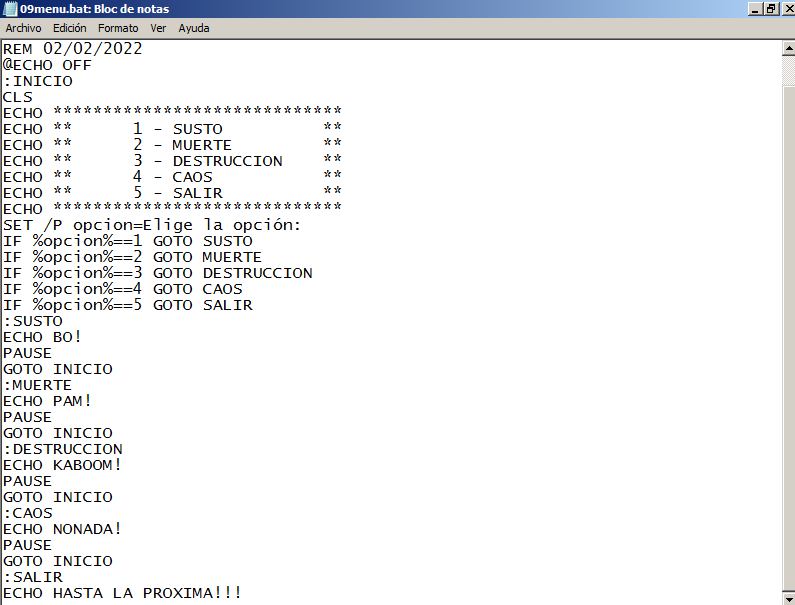 09menu.bat: Bloc de notas
Archivo Edición Formato Ver Ayuda
REM 02/02/2022
@ECHO OFF
:INICIO
CLS
ECHO *****************************
ECHO **      1 - SUSTO          **
ECHO **      2 - MUERTE         **
ECHO **      3 - DESTRUCCION    **
ECHO **      4 - CAOS           **
ECHO **      5 - SALIR          **
ECHO *****************************
SET /P opcion=Elige la opción:
IF %opcion%==1 GOTO SUSTO
IF %opcion%==2 GOTO MUERTE
IF %opcion%==3 GOTO DESTRUCCION
IF %opcion%==4 GOTO CAOS
IF %opcion%==5 GOTO SALIR
:SUSTO
ECHO BO!
PAUSE
GOTO INICIO
:MUERTE
ECHO PAM!
PAUSE
GOTO INICIO
:DESTRUCCION
ECHO KABOOM!
PAUSE
GOTO INICIO
:CAOS
ECHO NONADA!
PAUSE
GOTO INICIO
:SALIR
ECHO HASTA LA PROXIMA!!!